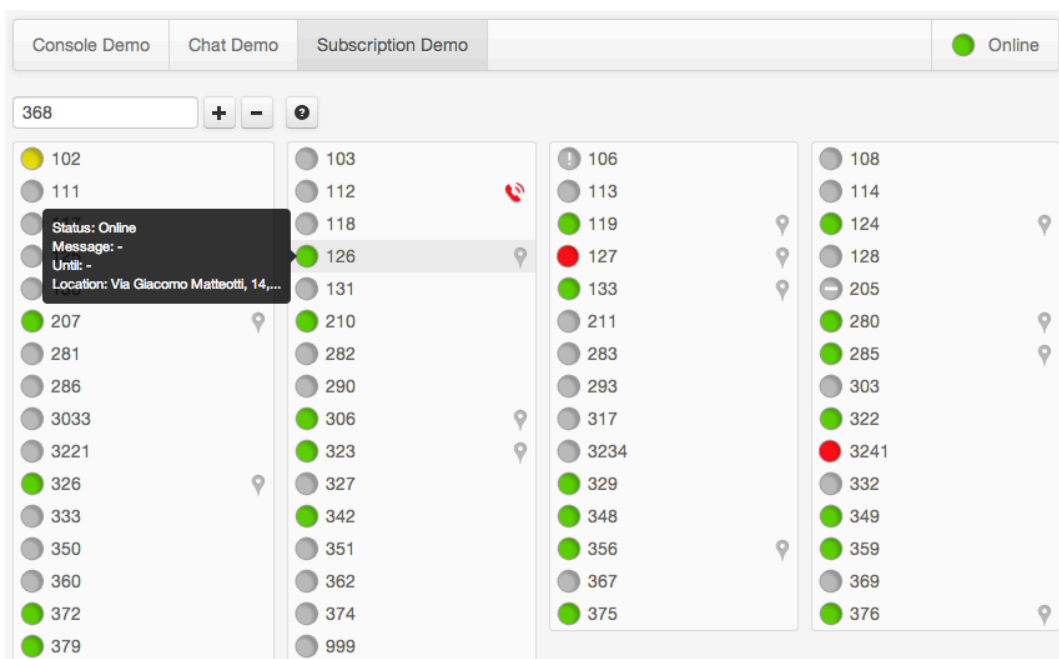 Console Demo Chat Demo Subscription Demo Online
368
102 103 106 108
111 112 113 114
118 119 124
Status: Online
Message: -
Until: -
Location: Via Giacomo Matteotti, 14,...
126 127 128
131 133 205
207 210 211 280
281 282 283 285
286 290 293 303
3033 306 317 322
3221 323 3234 3241
326 327 329 332
333 342 348 349
350 351 356 359
360 362 367 369
372 374 375 376
379 999